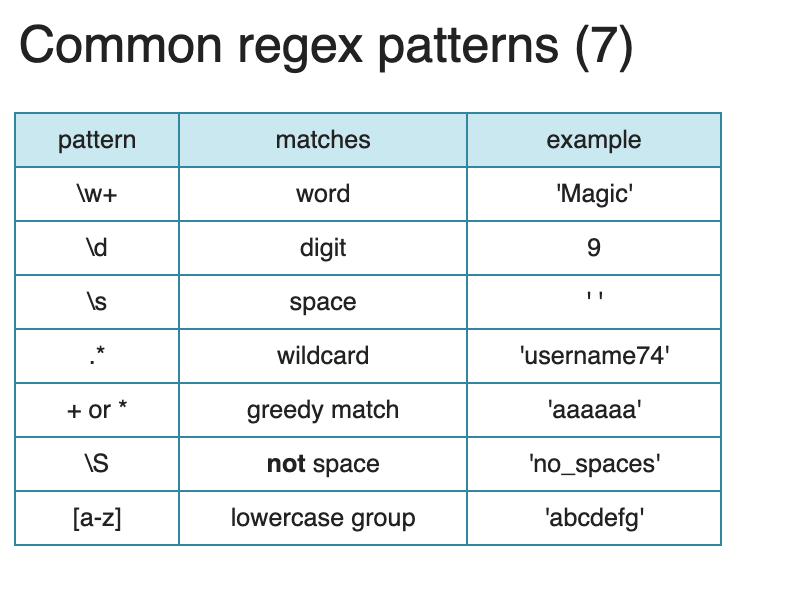 Common regex patterns (7)
pattern matches example
\w+ word 'Magic'
\d digit 9
\s space ' '
.* wildcard 'username74'
+ or * greedy match 'aaaaaa'
\S not space 'no_spaces'
[a-z] lowercase group 'abcdefg'